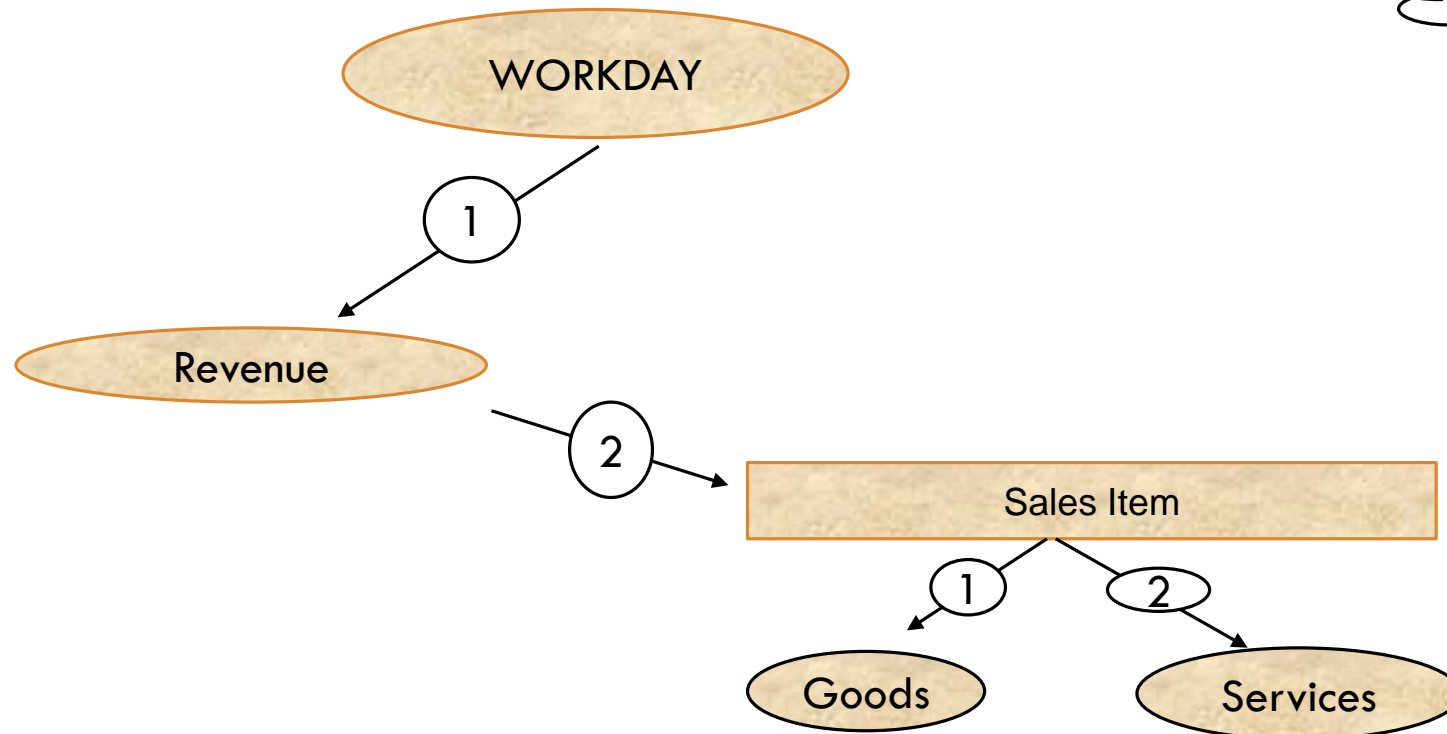 WORKDAY
1
Revenue
2
Sales Item
1
2
Goods
Services